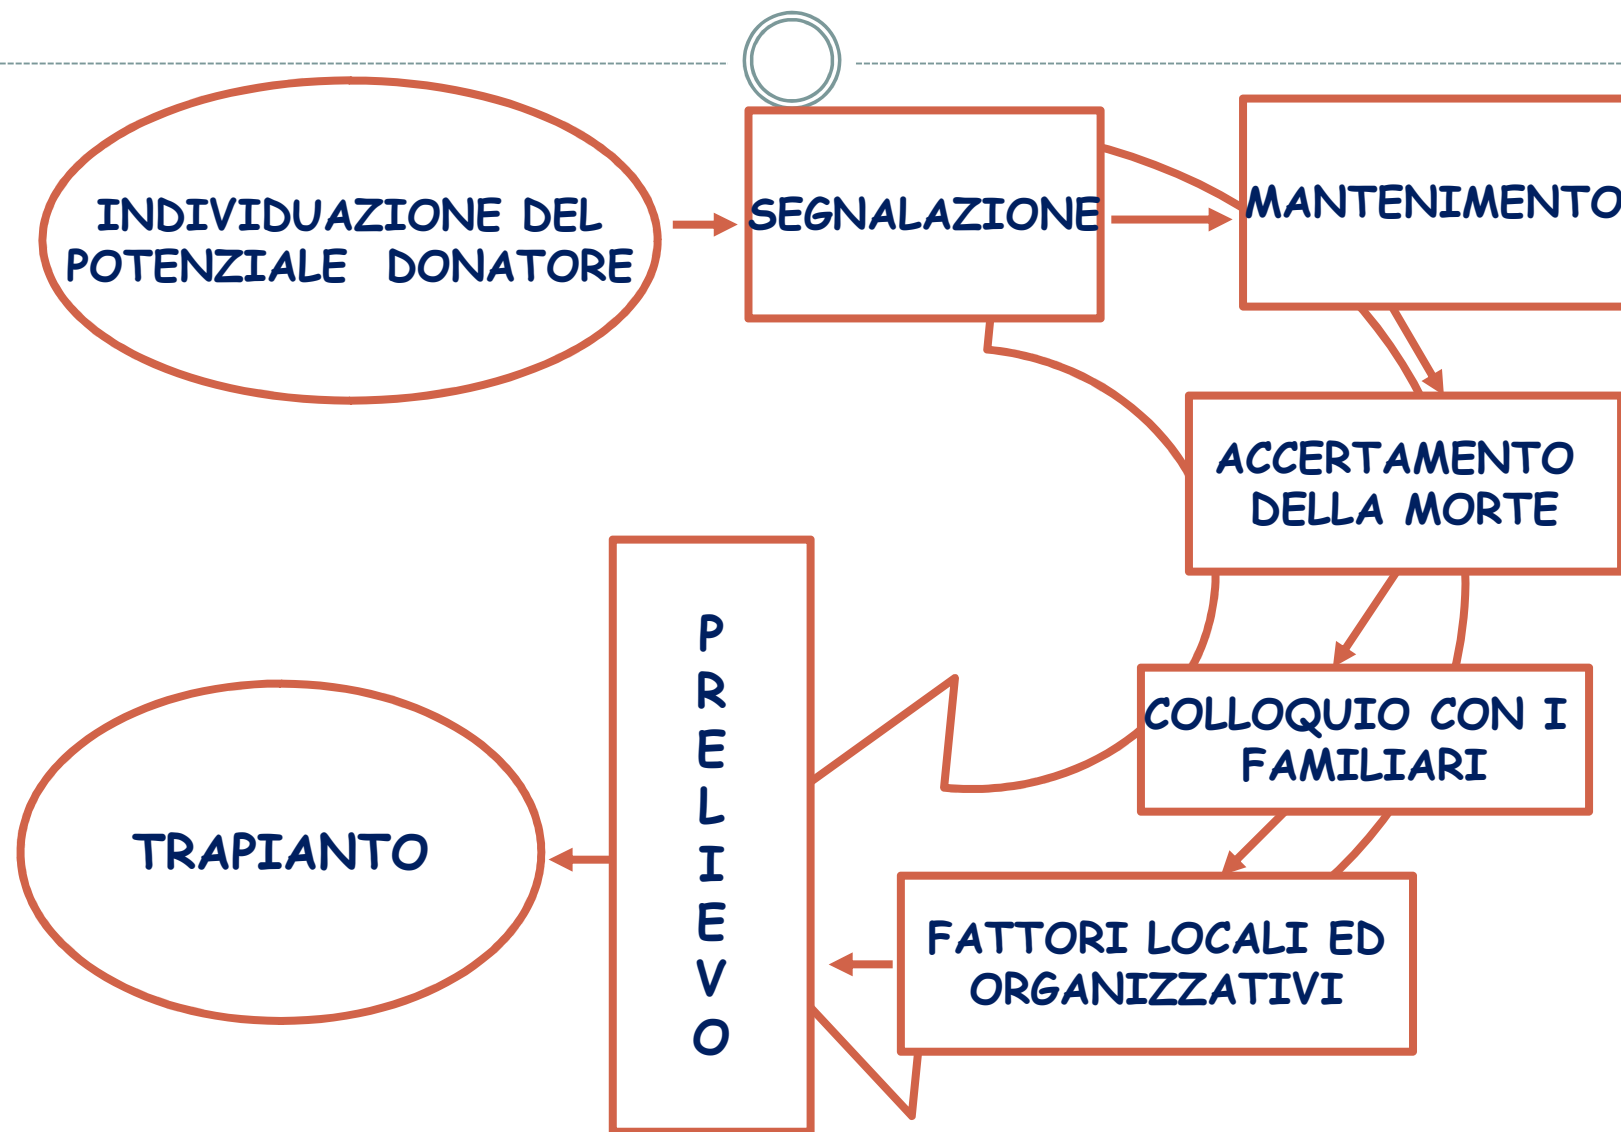 INDIVIDUAZIONE DEL
POTENZIALE DONATORE
SEGNALAZIONE
MANTENIMENTO
ACCERTAMENTO
DELLA MORTE
COLLOQUIO CON I
FAMILIARI
FATTORI LOCALI ED
ORGANIZZATIVI
P
R
E
L
I
E
V
O
TRAPIANTO